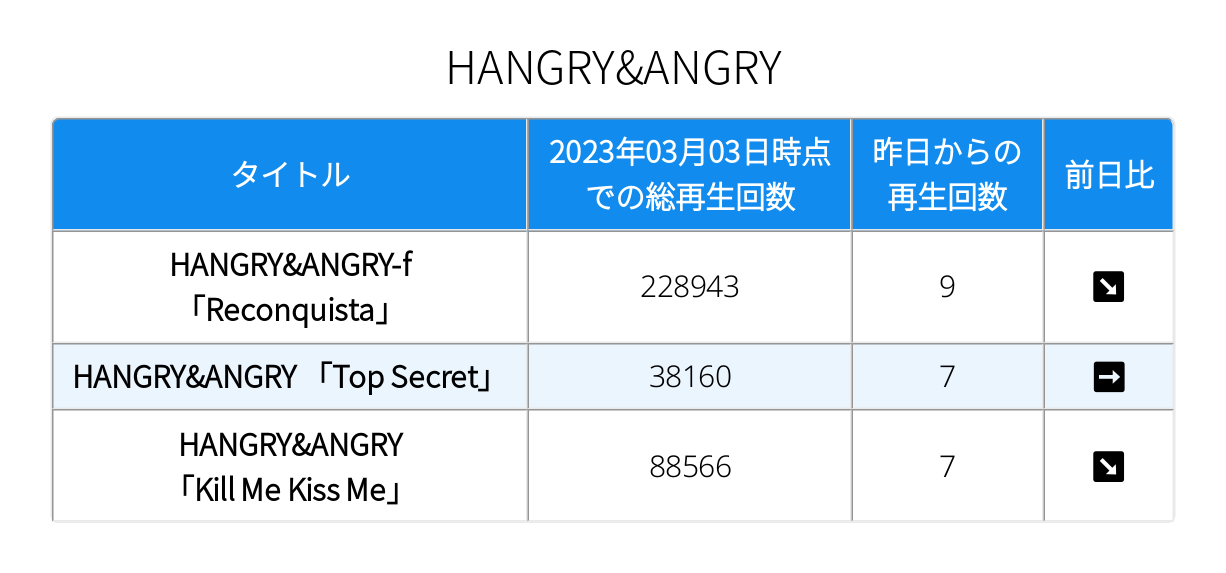 HANGRY&ANGRY
タイトル
2023年03月03日時点
での総再生回数
昨日からの
再生回数
前日比
HANGRY&ANGRY-f
「Reconquista」
228943
9
HANGRY&ANGRY 「Top Secret」
38160
7
HANGRY&ANGRY
「Kill Me Kiss Me」
88566
7